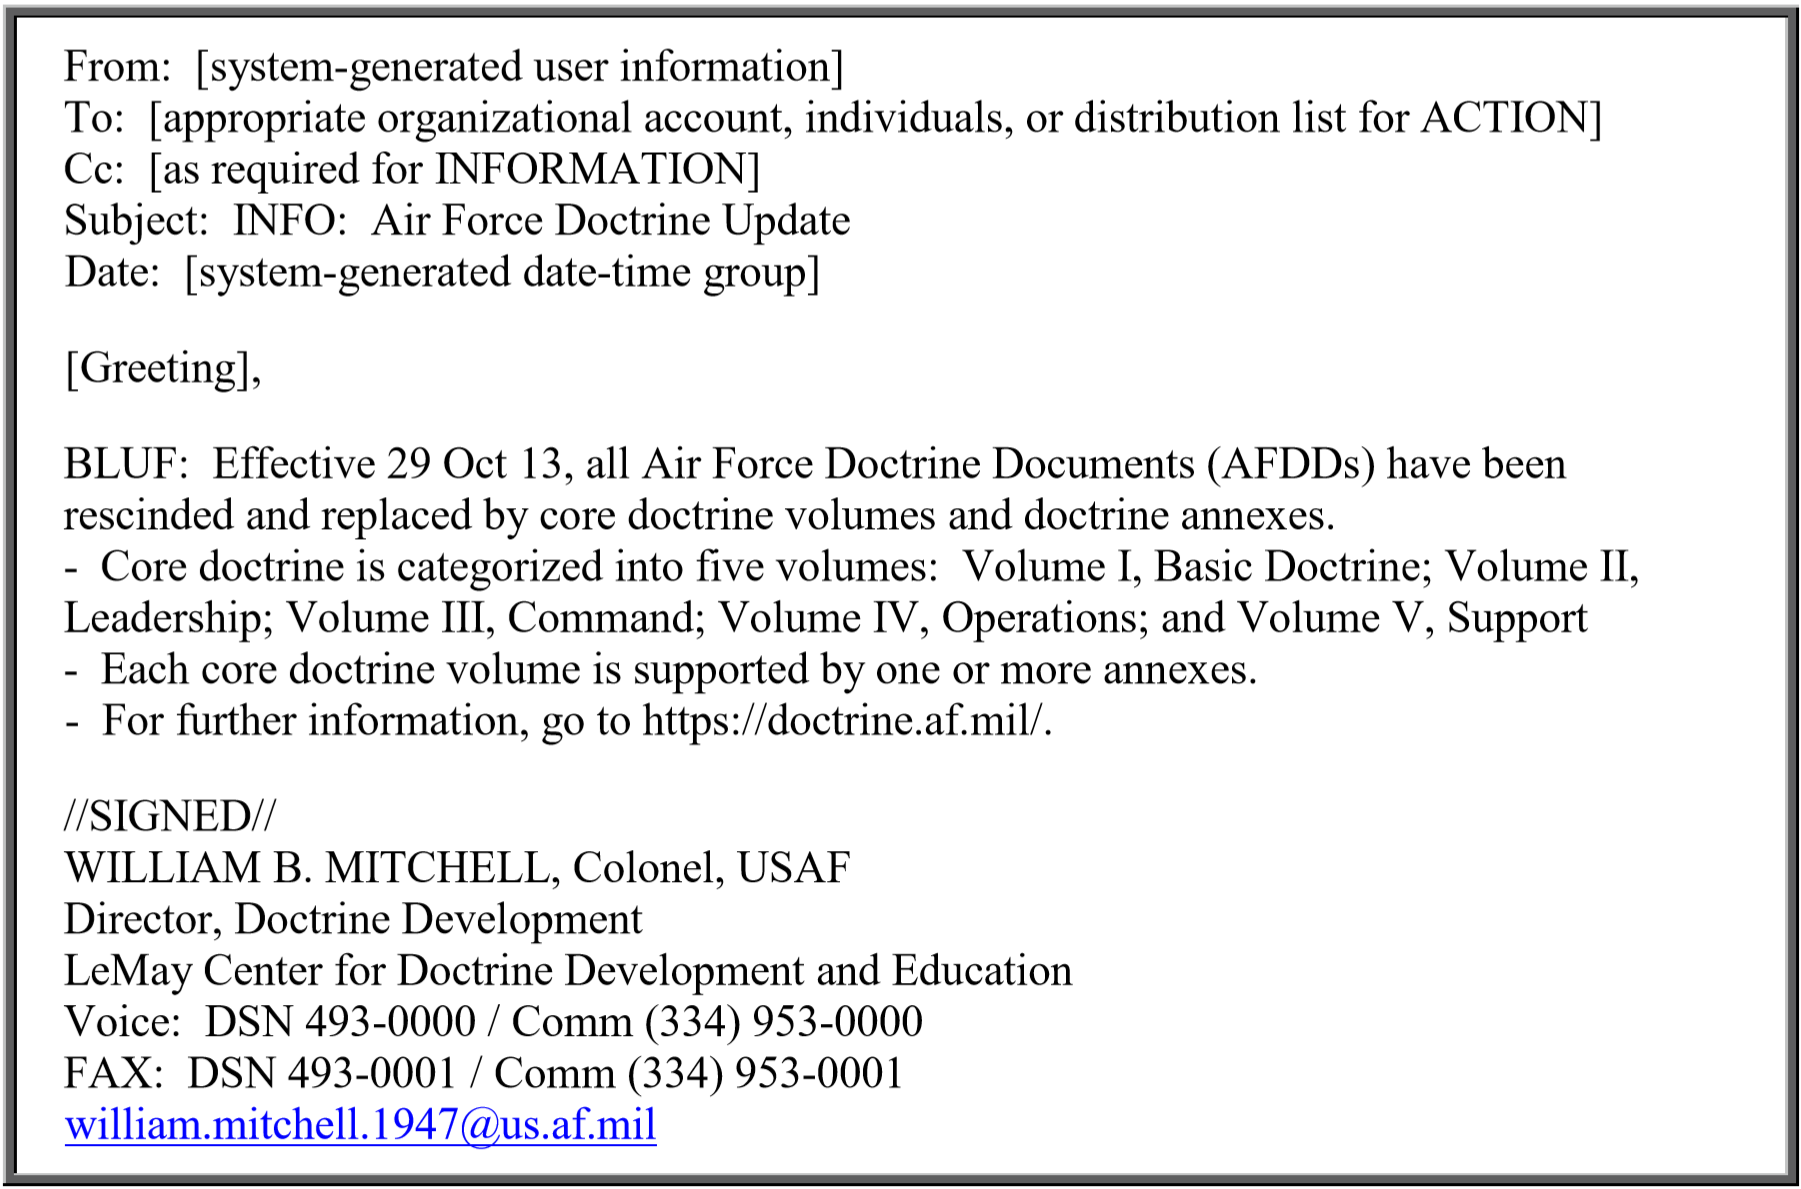 From:  [system-generated user information]
To:  [appropriate organizational account, individuals, or distribution list for ACTION]
Cc:  [as required for INFORMATION]
Subject:  INFO:  Air Force Doctrine Update
Date:  [system-generated date-time group]
[Greeting],
BLUF:  Effective 29 Oct 13, all Air Force Doctrine Documents (AFDDs) have been
rescinded and replaced by core doctrine volumes and doctrine annexes.
-  Core doctrine is categorized into five volumes:  Volume I, Basic Doctrine; Volume II,
Leadership; Volume III, Command; Volume IV, Operations; and Volume V, Support
-  Each core doctrine volume is supported by one or more annexes.
-  For further information, go to https://doctrine.af.mil/.
//SIGNED//
WILLIAM B. MITCHELL, Colonel, USAF
Director, Doctrine Development
LeMay Center for Doctrine Development and Education
Voice:  DSN 493-0000 / Comm (334) 953-0000
FAX:  DSN 493-0001 / Comm (334) 953-0001
william.mitchell.1947@us.af.mil